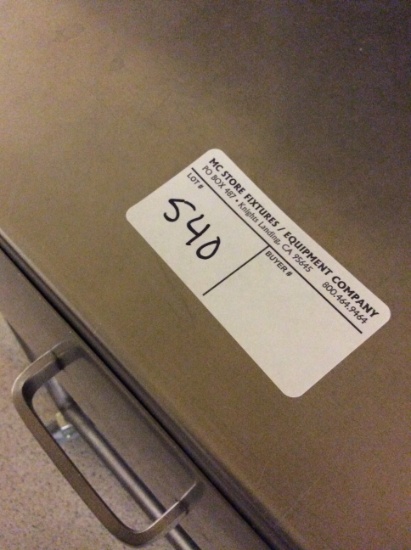 MC STORE FIXTURES / EQUIPMENT COMPANY
PO BOX 487 • Knights Landing, CA 95645 800.464.9464
LOT # BUYER #
540